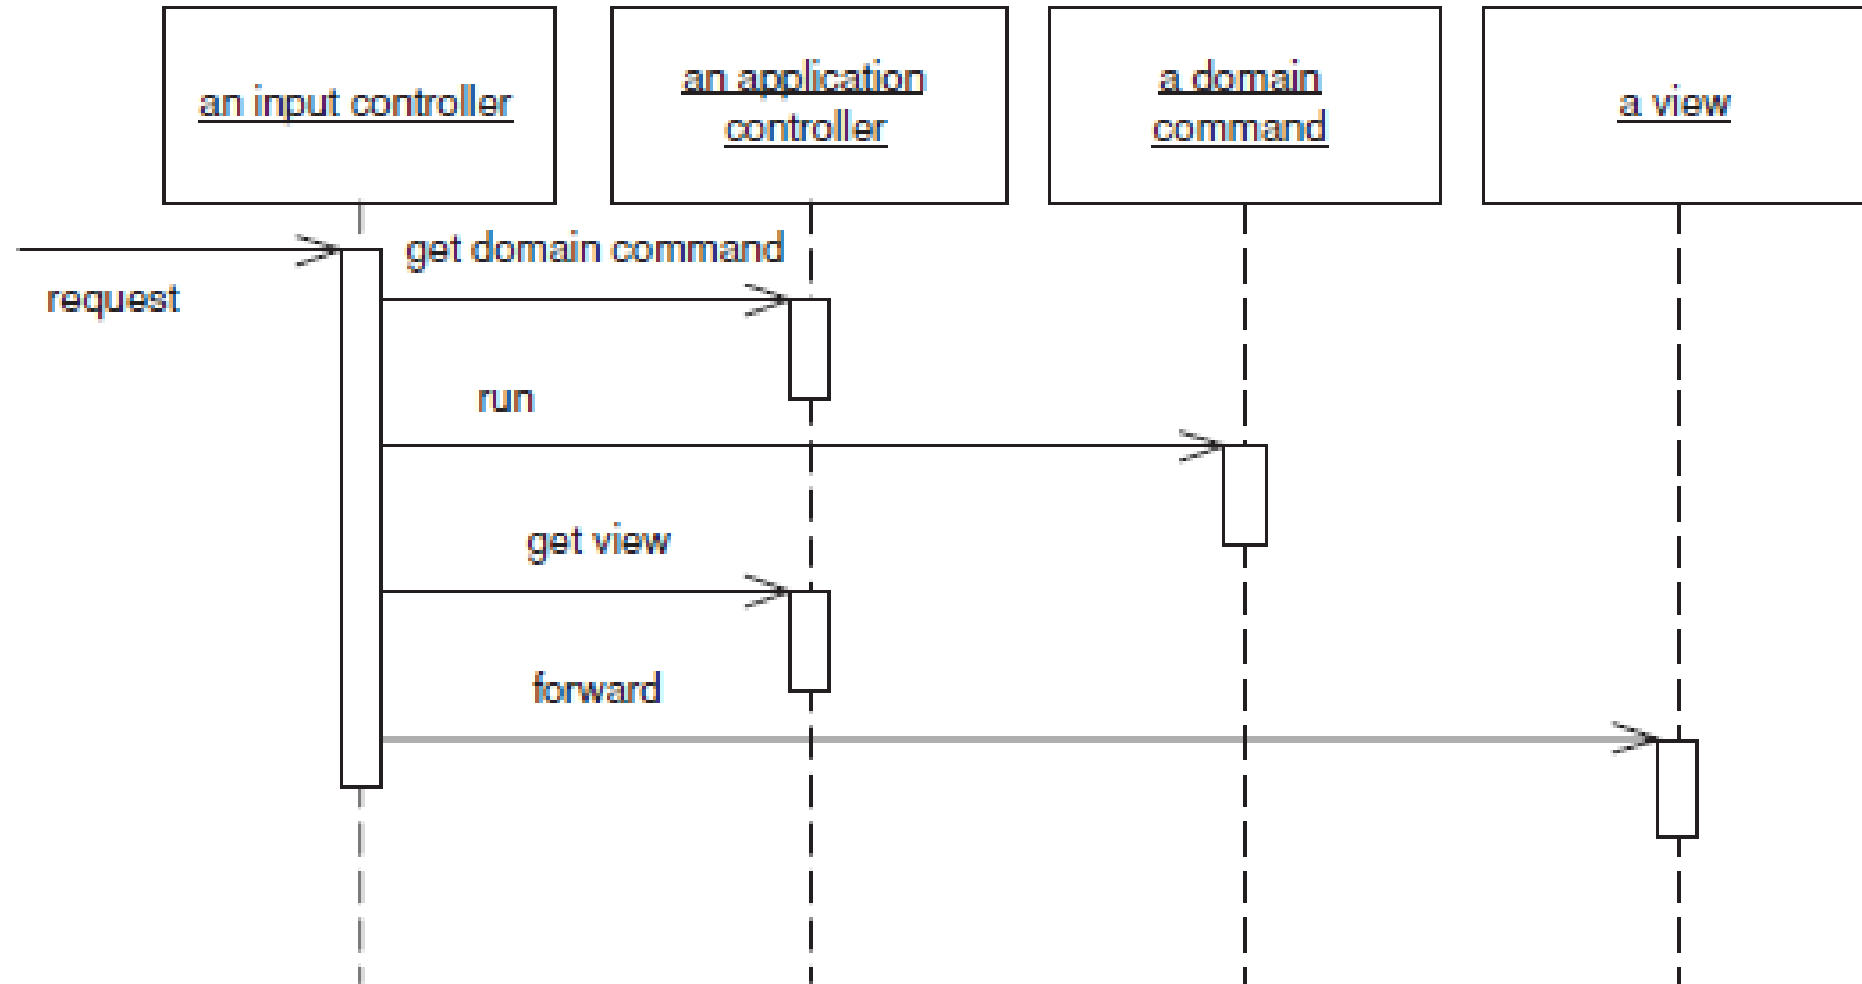 an input controller
an application
controller
a domain
command
a view
request
get domain command
run
get view
forward